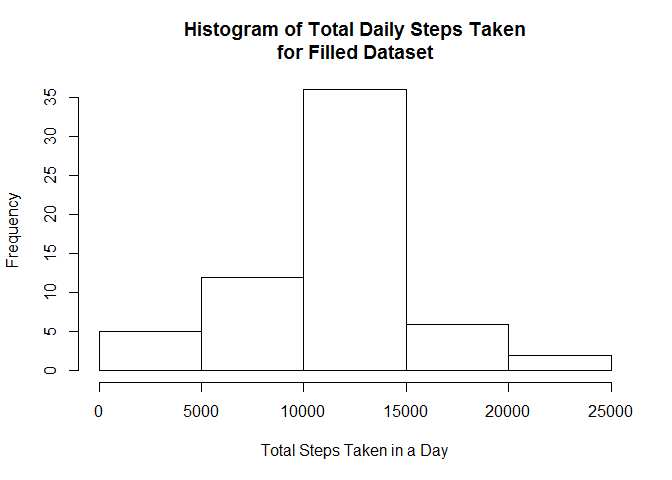 Histogram of Total Daily Steps Taken
for Filled Dataset
35
30
25
20
15
10
5
0
Frequency
0 5000 10000 15000 20000 25000
Total Steps Taken in a Day